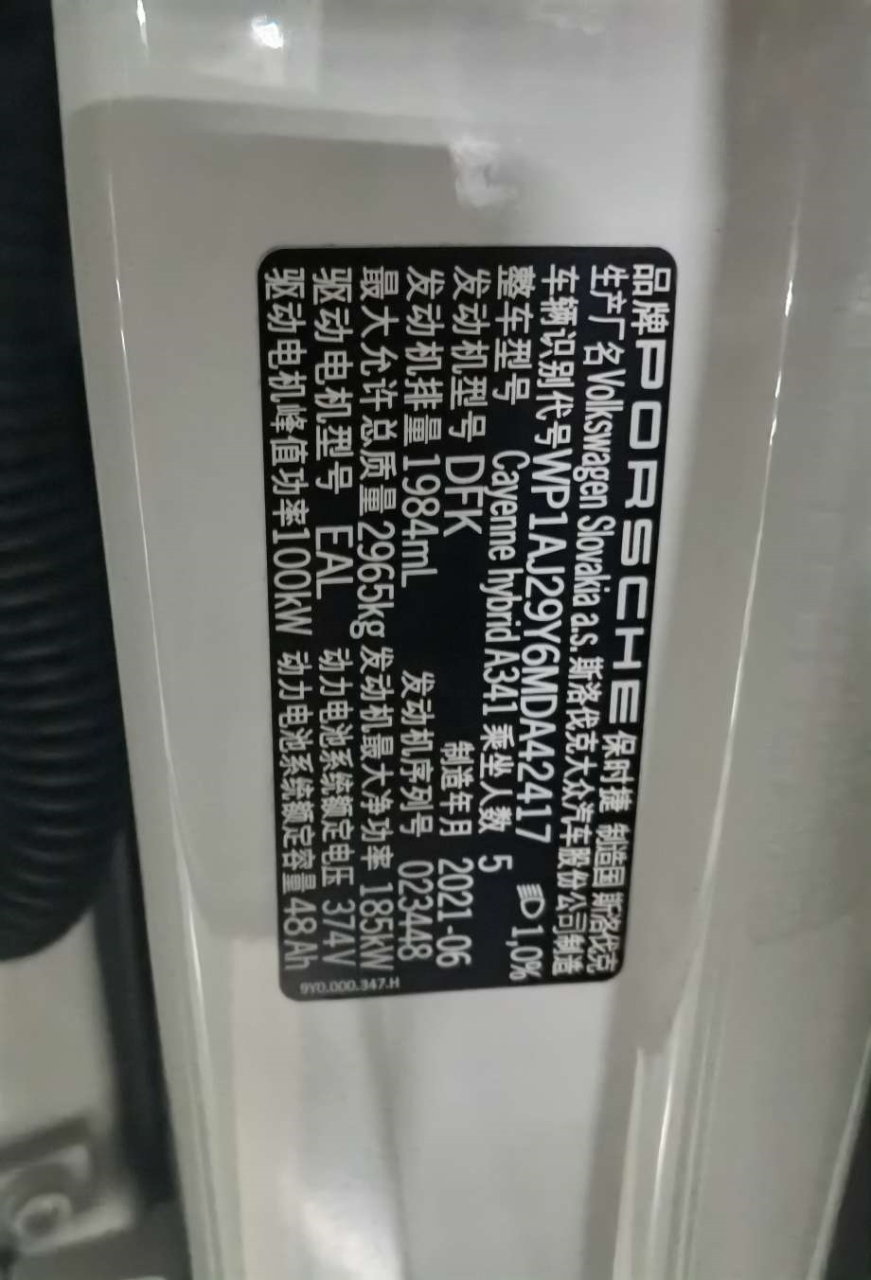 品牌PORSCHE保时捷 制造国 斯洛伐克
生产厂名Volkswagen Slovakia a.s.斯洛伐克大众汽车股份公司制造
车辆识别代号WP1AJ29Y6MDA42417 1,0%
整车型号 Cayenne hybrid A341 乘坐人数 5
发动机型号 DFK 制造年月 2021-06
发动机排量 1984mL 发动机序列号 023448
最大允许总质量2965kg 发动机最大净功率 185kW
驱动电机型号 EAL 动力电池系统额定电压 374V
驱动电机峰值功率100kW 动力电池系统额定容量48Ah
9Y0.000.347.H